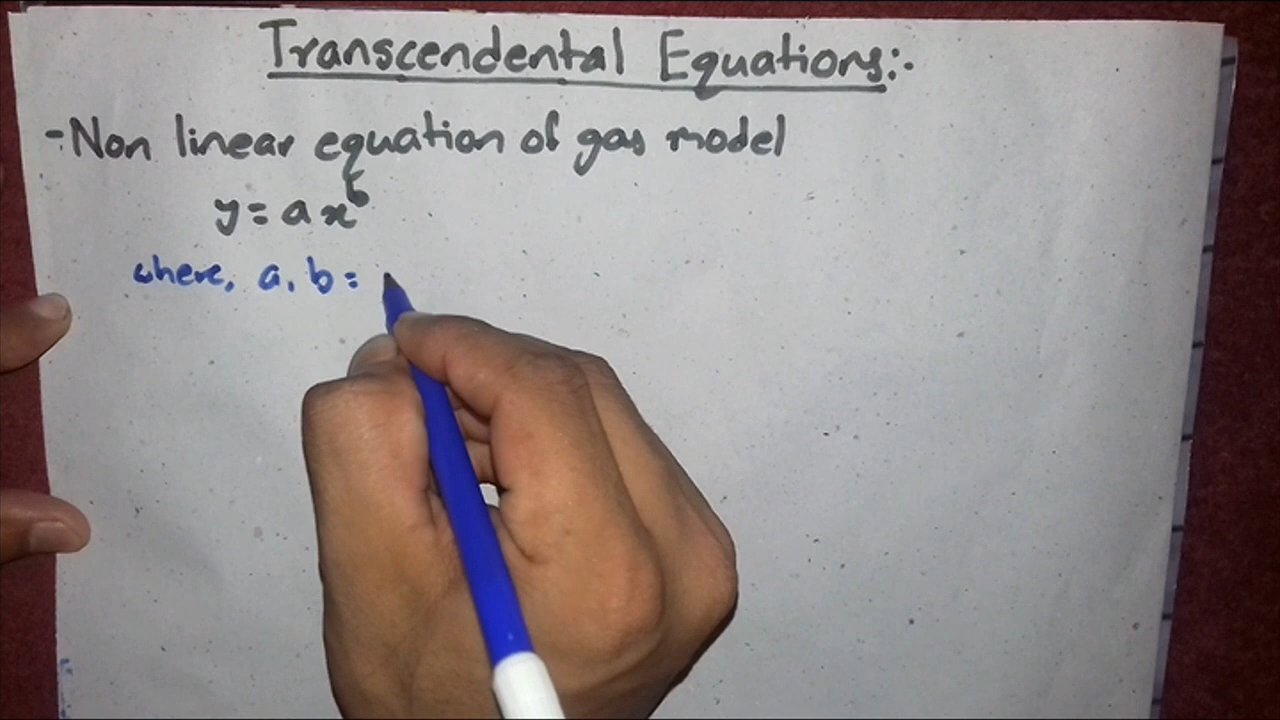 Transcendental Equations:-
- Non linear equation of gas model
y = a x^b
where, a, b =